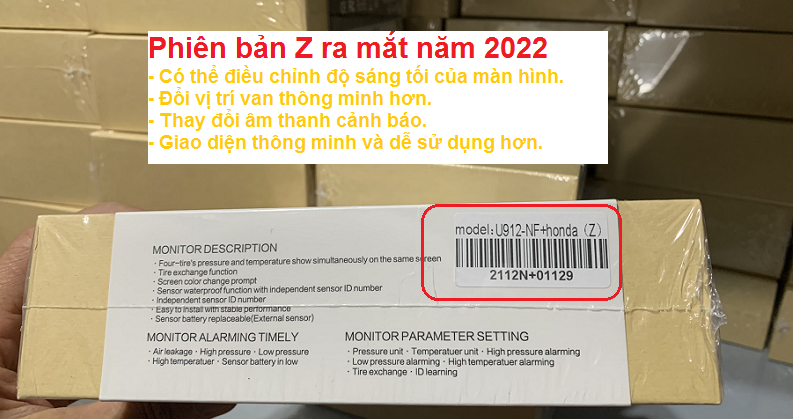 Phiên bản Z ra mắt năm 2022
- Có thể điều chỉnh độ sáng tối của màn hình.
- Đổi vị trí van thông minh hơn.
- Thay đổi âm thanh cảnh báo.
- Giao diện thông minh và dễ sử dụng hơn.
model:U912-NF+honda (Z)
2112N+01129
MONITOR DESCRIPTION
· Four-tire's pressure and temperature show simultaneously on the same screen
· Tire exchange function
· Screen color change prompt
· Sensor waterproof function with independent sensor ID number
· Independent sensor ID number
· Easy to install with stable performance
· Sensor battery replaceable(External sensor)
MONITOR ALARMING TIMELY
· Air leakage · High pressure · Low pressure
· High temperatuer · Sensor battery in low
MONITOR PARAMETER SETTING
· Pressure unit · Temperatuer unit · High pressure alarming
· Low pressure alarming · High temperatuer alarming
· Tire exchange · ID learning